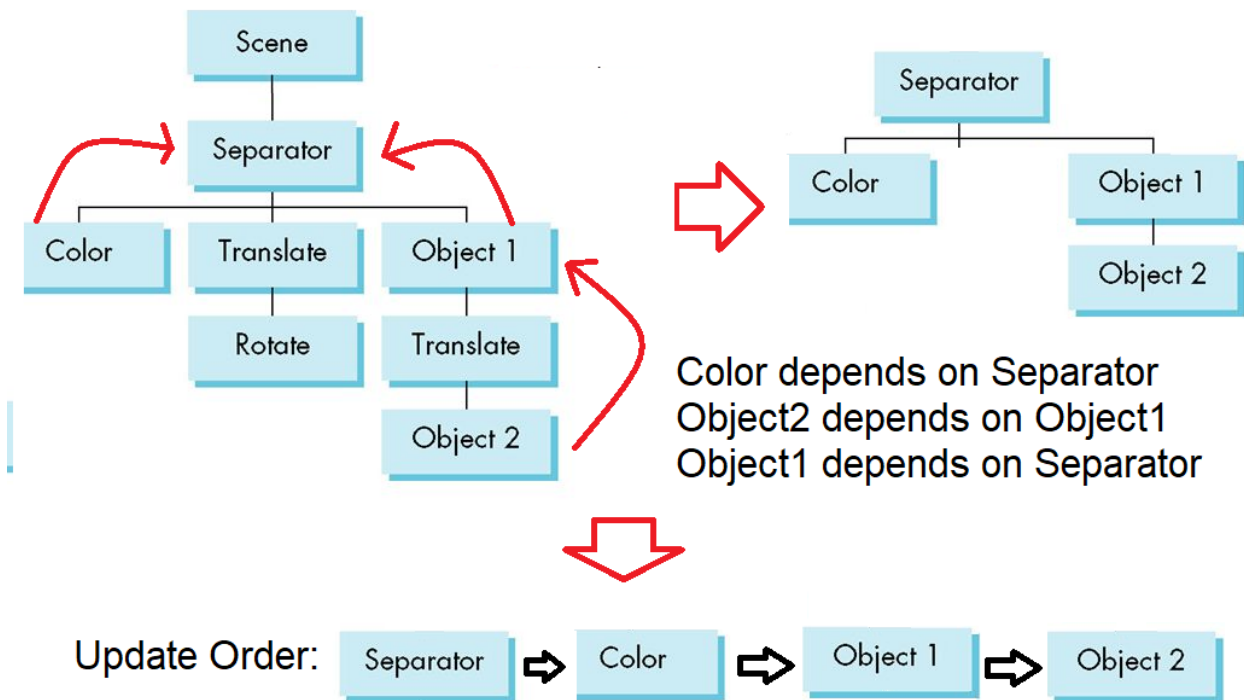 Scene
Separator
Color
Translate
Object 1
Rotate
Translate
Object 2
Separator
Color
Object 1
Object 2
Color depends on Separator
Object2 depends on Object1
Object1 depends on Separator
Update Order:
Separator
Color
Object 1
Object 2